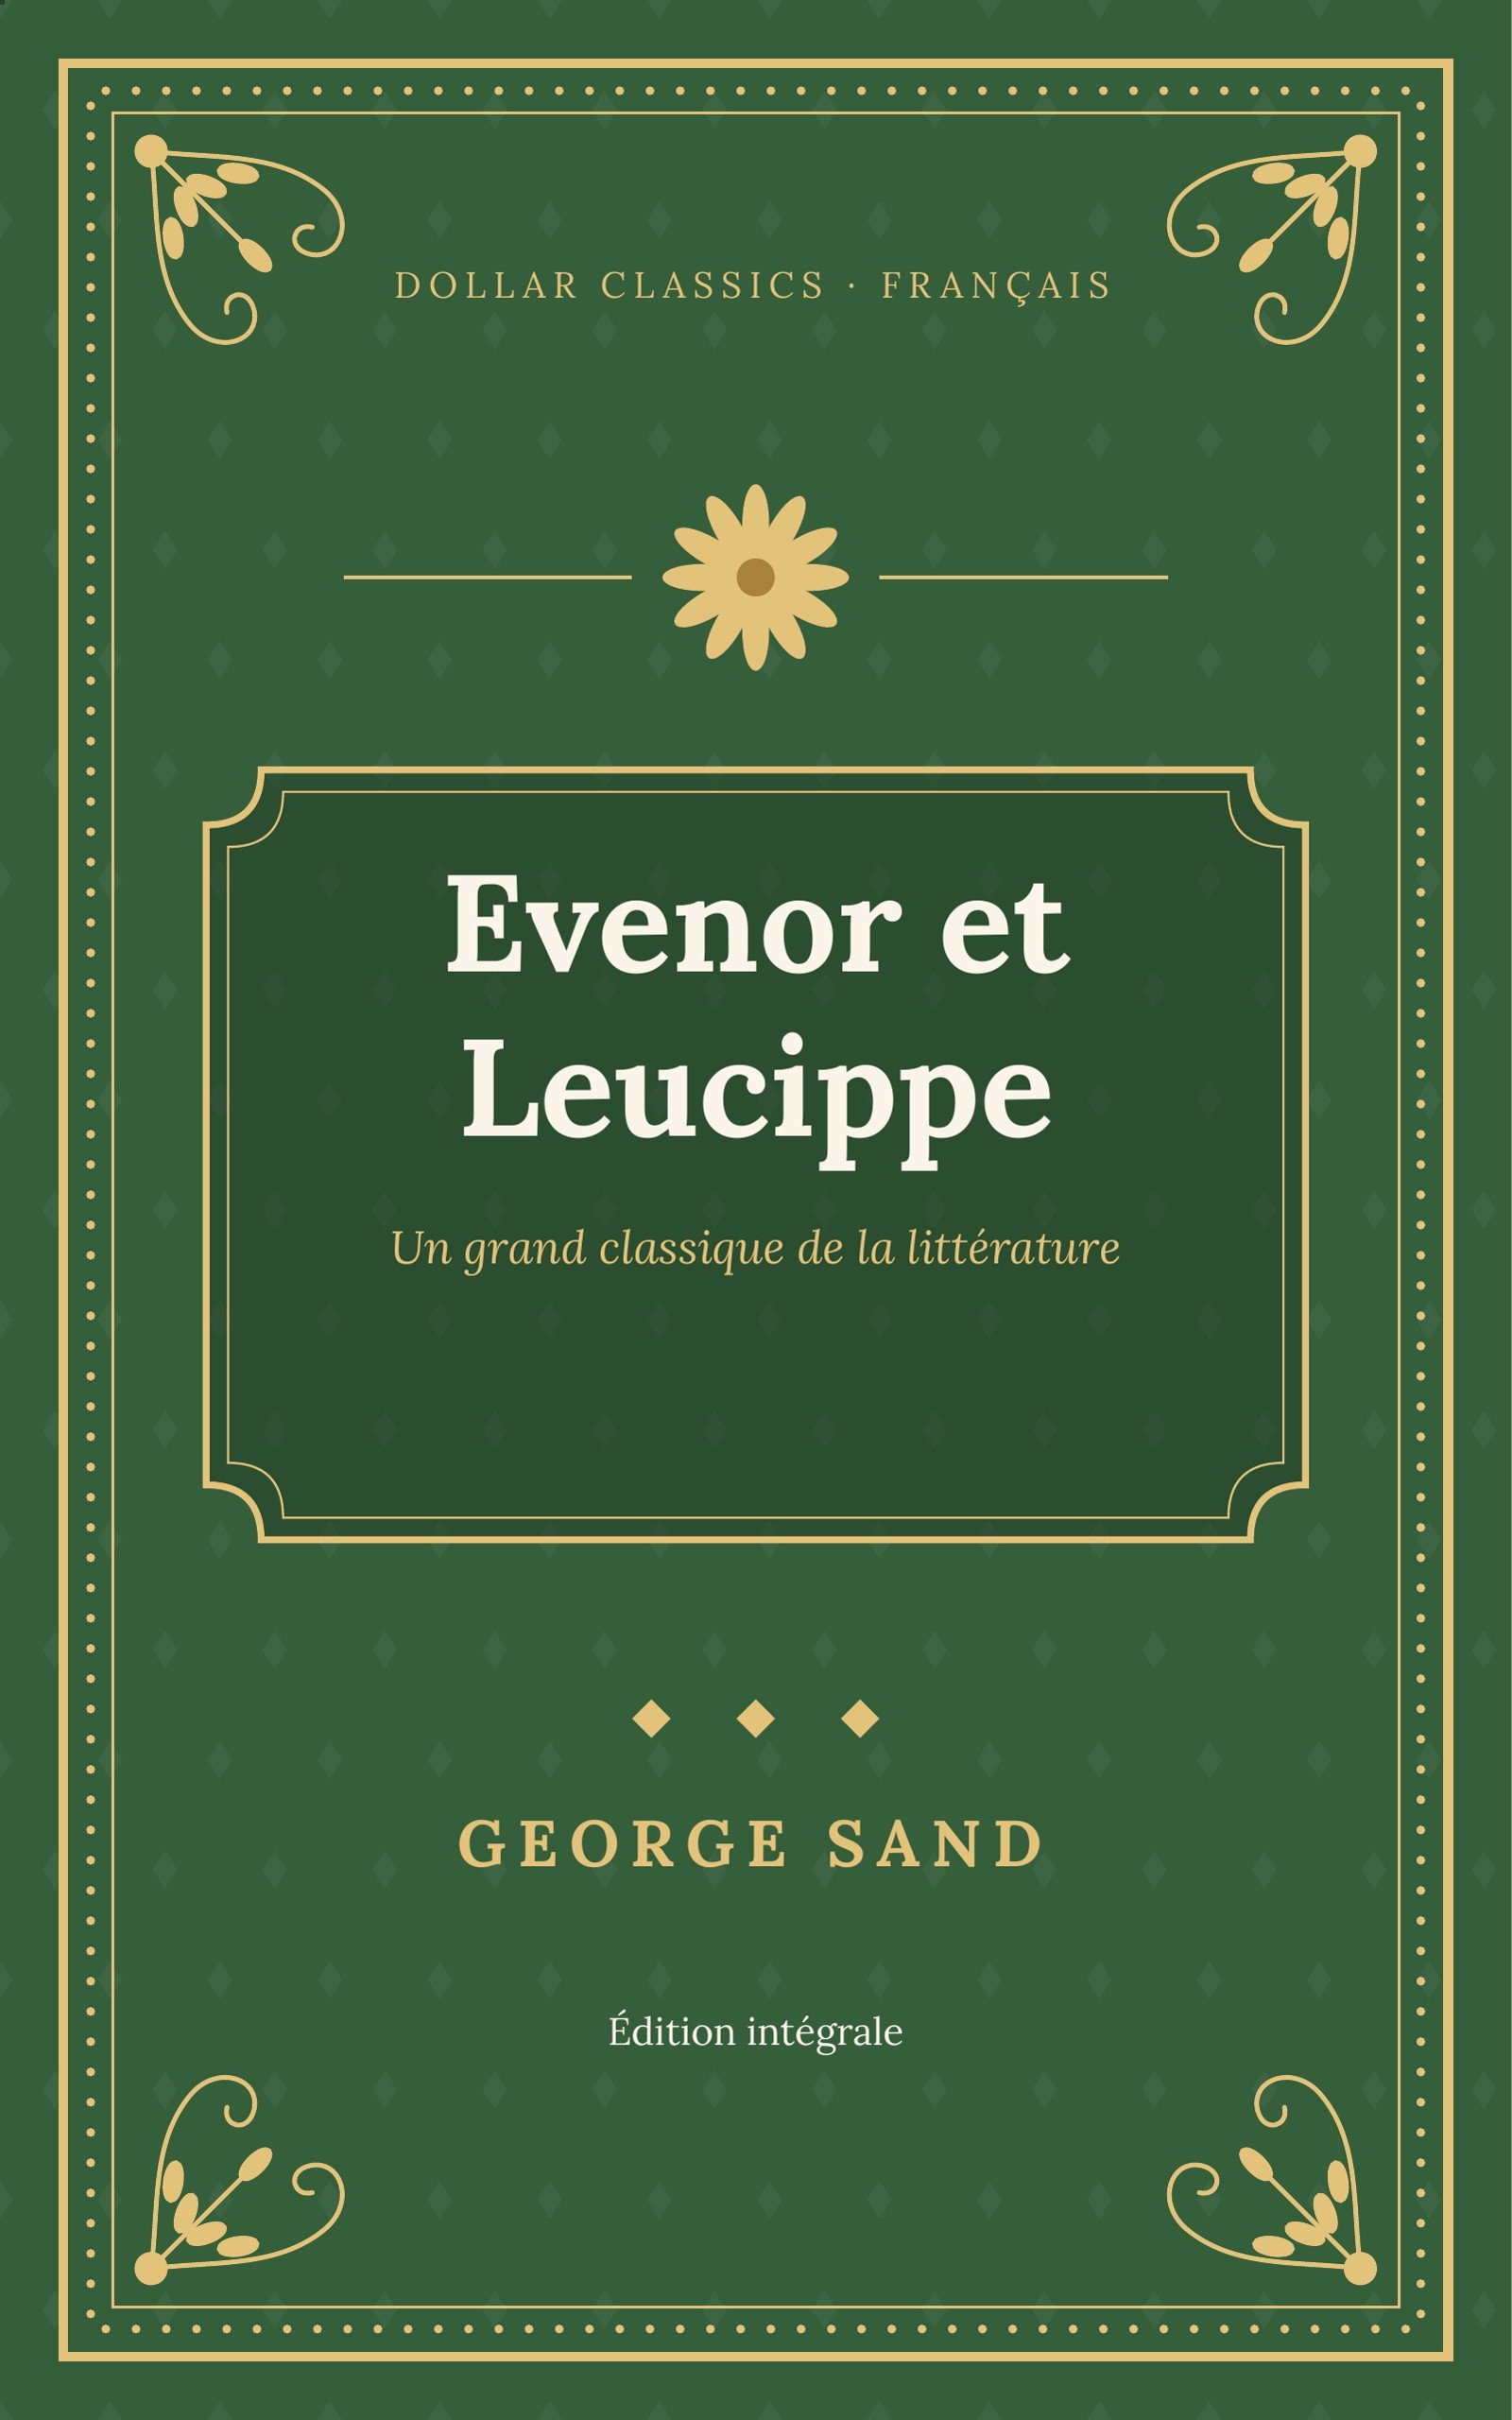 DOLLAR CLASSICS · FRANÇAIS
Evenor et
Leucippe
Un grand classique de la littérature
GEORGE SAND
Édition intégrale